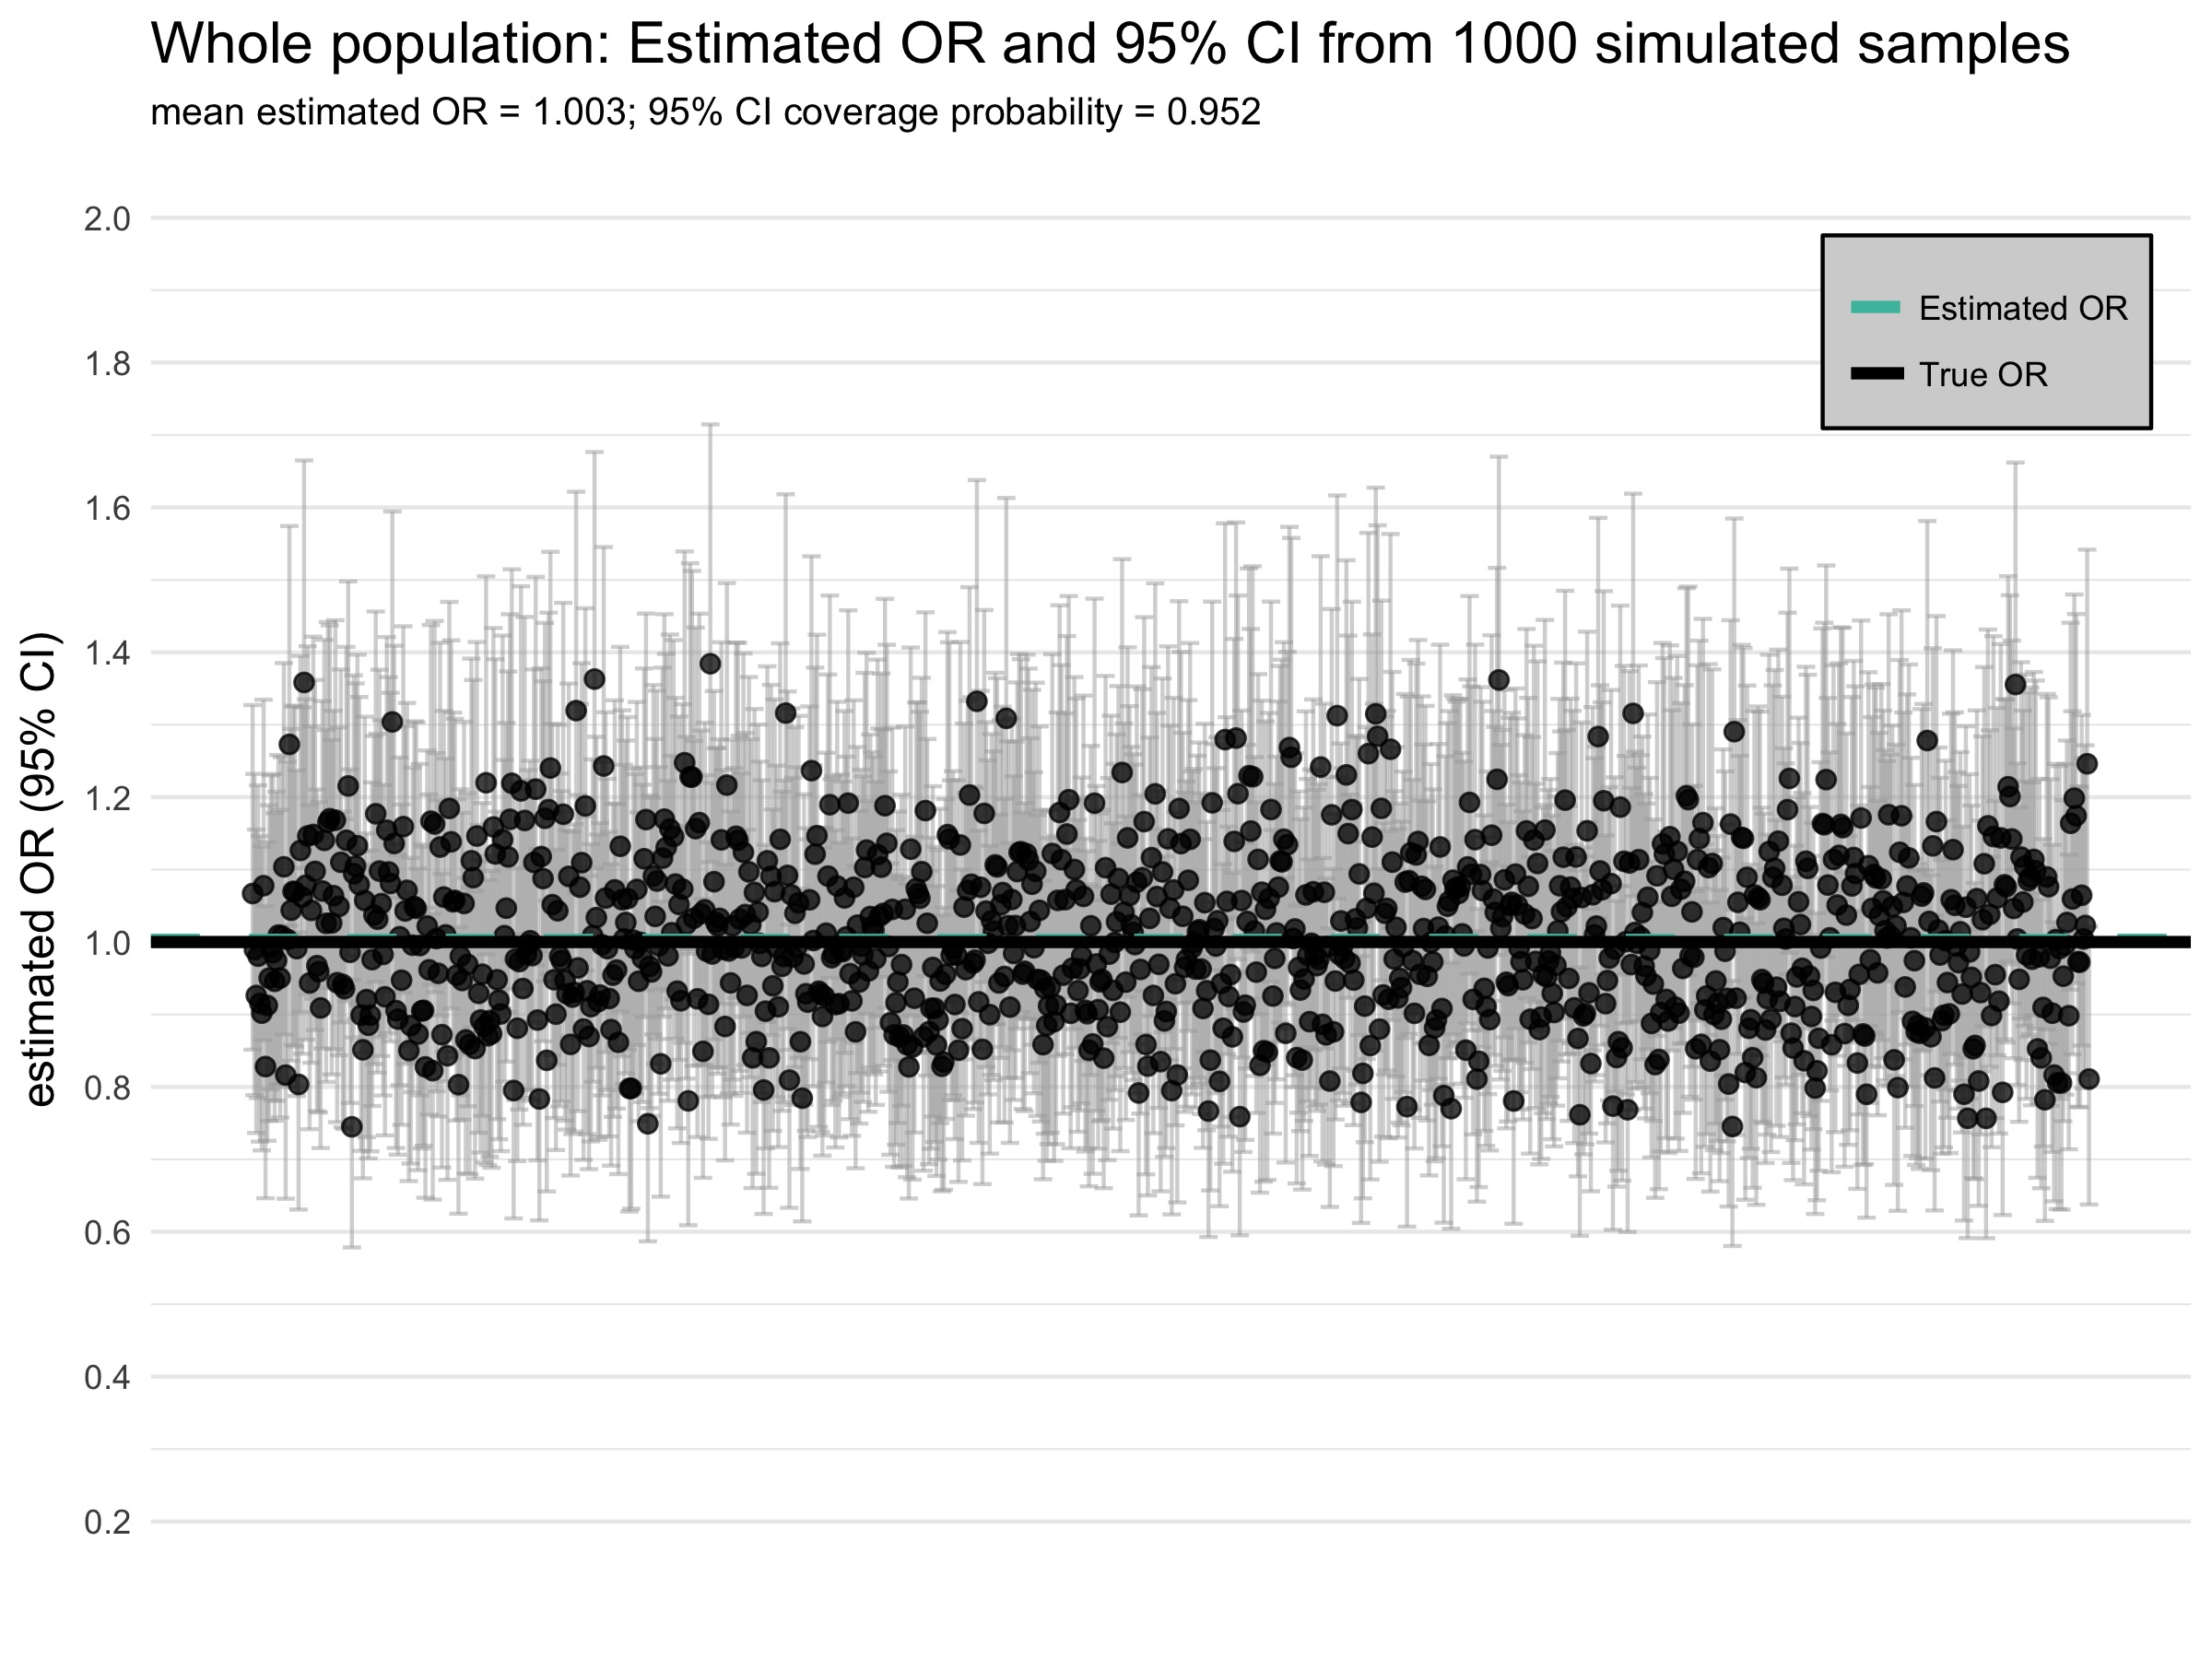 Whole population: Estimated OR and 95% CI from 1000 simulated samples
mean estimated OR = 1.003; 95% CI coverage probability = 0.952
estimated OR (95% CI)
2.0
1.8
1.6
1.4
1.2
1.0
0.8
0.6
0.4
0.2
Estimated OR
True OR